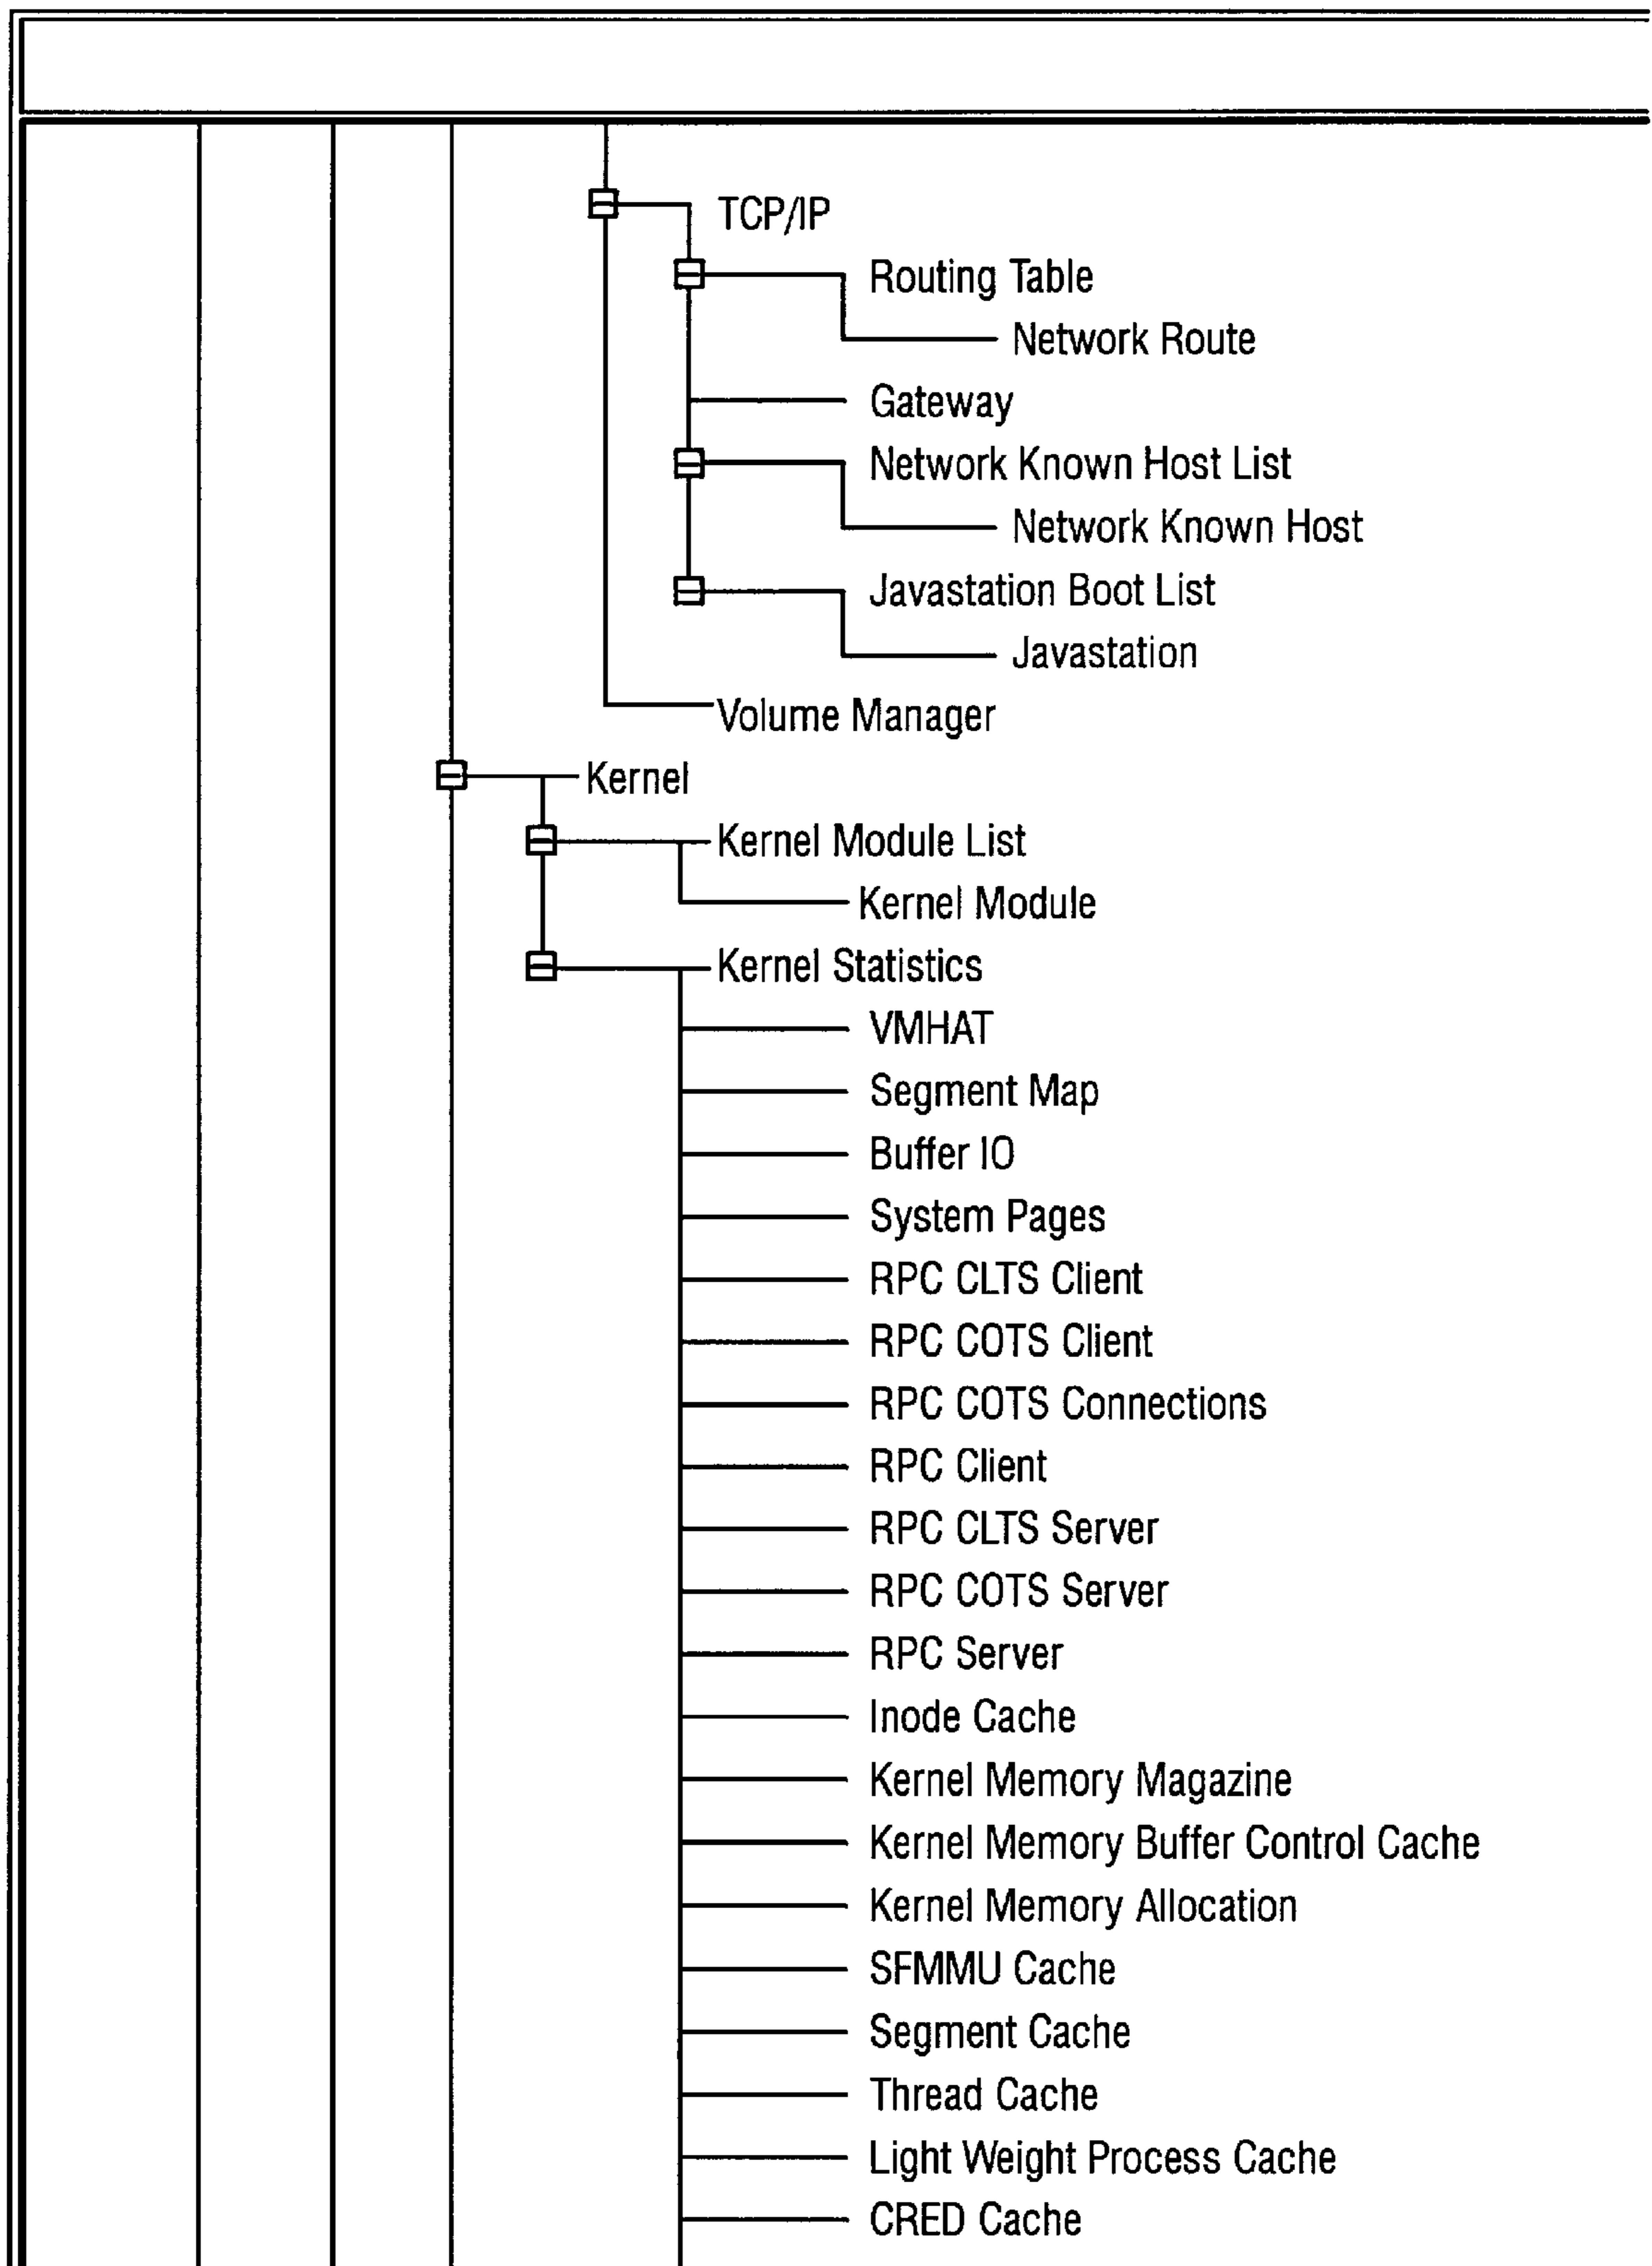 TCP/IP
Routing Table
Network Route
Gateway
Network Known Host List
Network Known Host
Javastation Boot List
Javastation
Volume Manager
Kernel
Kernel Module List
Kernel Module
Kernel Statistics
VMHAT
Segment Map
Buffer IO
System Pages
RPC CLTS Client
RPC COTS Client
RPC COTS Connections
RPC Client
RPC CLTS Server
RPC COTS Server
RPC Server
Inode Cache
Kernel Memory Magazine
Kernel Memory Buffer Control Cache
Kernel Memory Allocation
SFMMU Cache
Segment Cache
Thread Cache
Light Weight Process Cache
CRED Cache